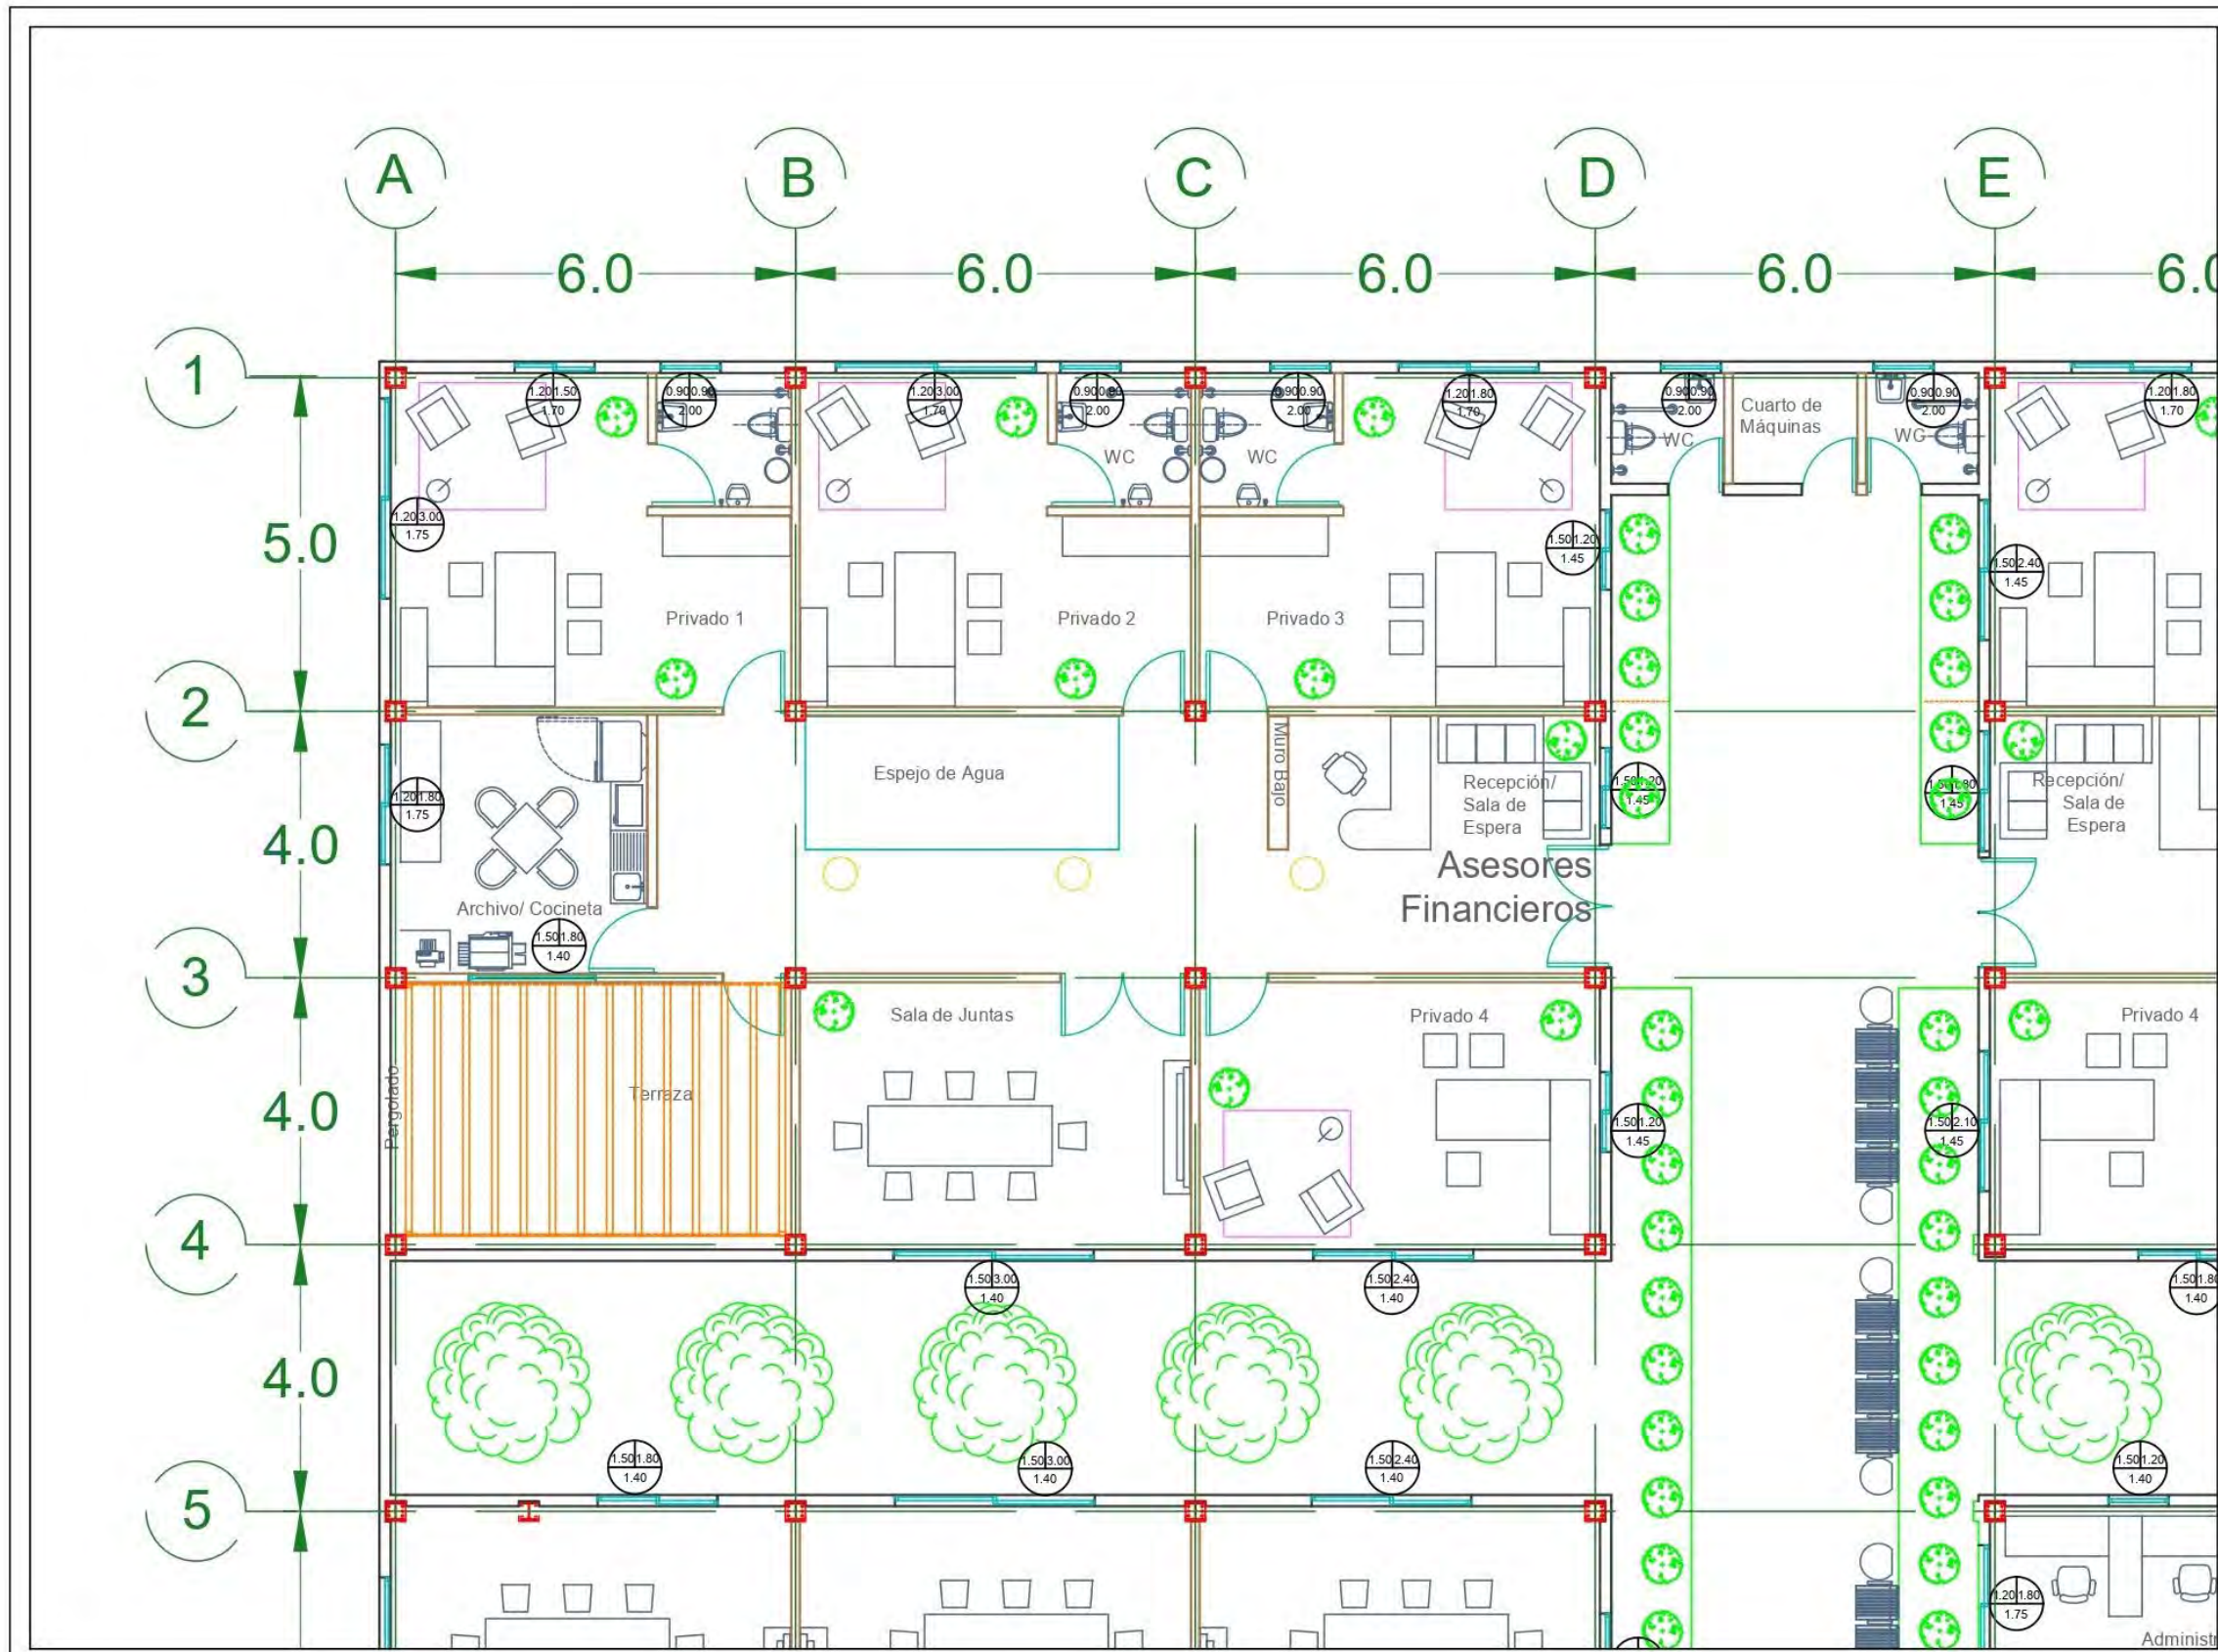 A
B
C
D
E
6.0
6.0
6.0
6.0
1
2
3
4
5
5.0
4.0
4.0
4.0
1.20 1.50
1.70
0.90 0.90
2.00
1.20 3.00
1.70
2.00
WC
0.90 0.90
2.00
WC
1.20 1.80
1.70
0.90 0.90
2.00
WC
Cuarto de
Máquinas
0.90 0.90
2.00
1.20 1.80
1.70
1.20 3.00
1.75
1.50 1.20
1.45
1.50 2.40
1.45
Privado 1
Privado 2
Privado 3
Espejo de Agua
Muro Bajo
Recepción/
Sala de
Espera
Asesores
Financieros
1.20 1.80
1.75
1.45
1.45
Recepción/
Sala de
Espera
Archivo/ Cocineta
1.50 1.80
1.40
Pergolado
Terraza
Sala de Juntas
Privado 4
1.50 1.20
1.45
1.50 2.10
1.45
Privado 4
1.50 3.00
1.40
1.50 2.40
1.40
1.40
1.50 1.80
1.40
1.50 3.00
1.40
1.50 2.40
1.40
1.50 1.20
1.40
1.20 1.80
1.75